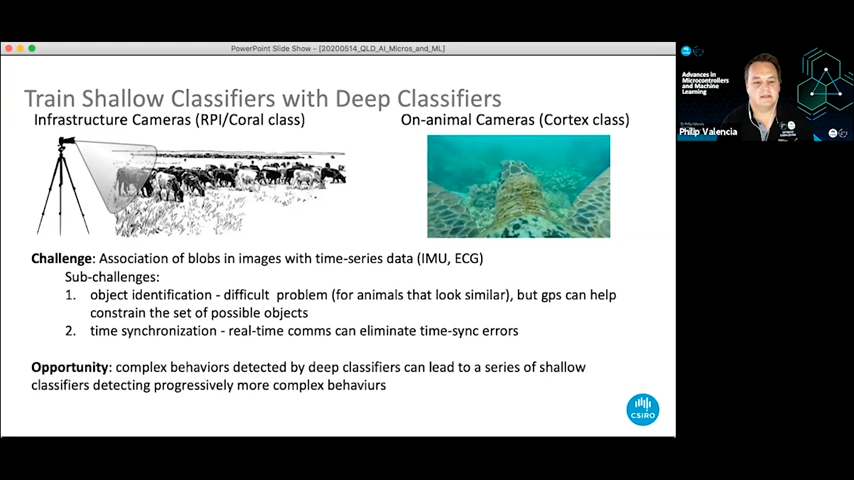 PowerPoint Slide Show - [20200514_QLD_AI_Micros_and_ML]
Train Shallow Classifiers with Deep Classifiers
Infrastructure Cameras (RPI/Coral class)
On-animal Cameras (Cortex class)
Challenge: Association of blobs in images with time-series data (IMU, ECG)
Sub-challenges:
1. object identification - difficult problem (for animals that look similar), but gps can help
constrain the set of possible objects
2. time synchronization - real-time comms can eliminate time-sync errors
Opportunity: complex behaviors detected by deep classifiers can lead to a series of shallow
classifiers detecting progressively more complex behaviurs
CSIRO
Advances in
Microcontrollers
and Machine
Learning
Philip Valencia